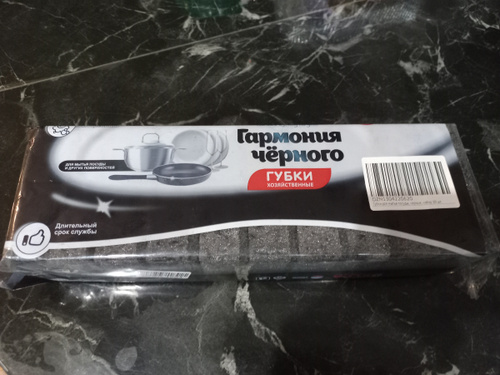 Гармония
чёрного
ГУБКИ
ХОЗЯЙСТВЕННЫЕ
ДЛЯ МЫТЬЯ ПОСУДЫ
И ДРУГИХ ПОВЕРХНОСТЕЙ
Длительный
срок службы